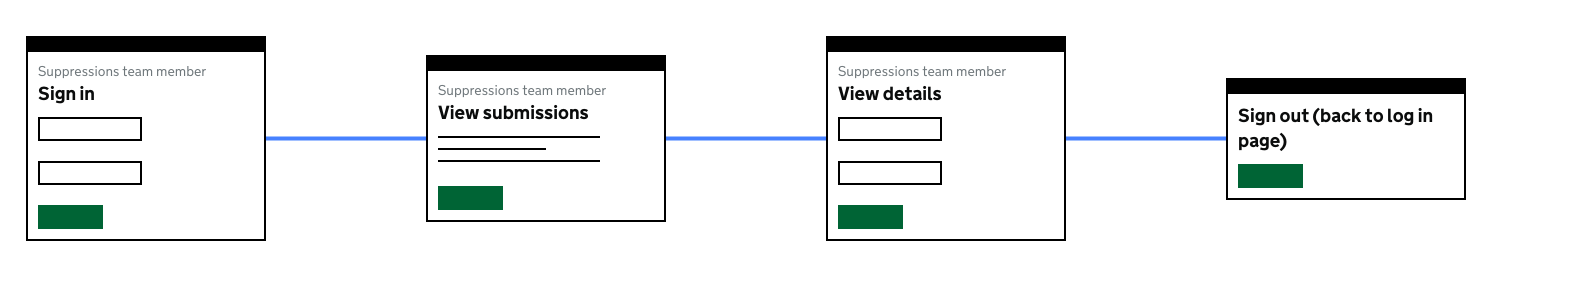 Suppressions team member
Sign in
Suppressions team member
View submissions
Suppressions team member
View details
Sign out (back to log in
page)